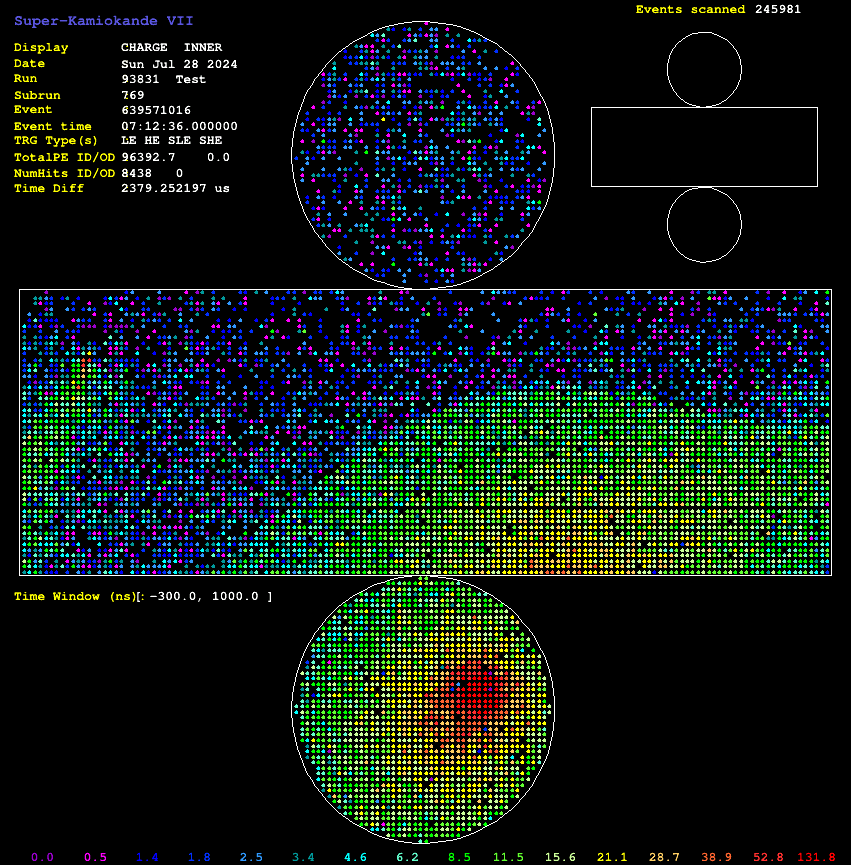 Super-Kamiokande VII
Events scanned 245981
Display CHARGE INNER
Date Sun Jul 28 2024
Run 93831 Test
Subrun 769
Event 639571016
Event time 07:12:36.000000
TRG Type(s) LE HE SLE SHE
TotalPE ID/OD 96392.7 0.0
NumHits ID/OD 8438 0
Time Diff 2379.252197 us
Time Window (ns)[: −300.0, 1000.0 ]
0.0 0.5 1.4 1.8 2.5 3.4 4.6 6.2 8.5 11.5 15.6 21.1 28.7 38.9 52.8 131.8